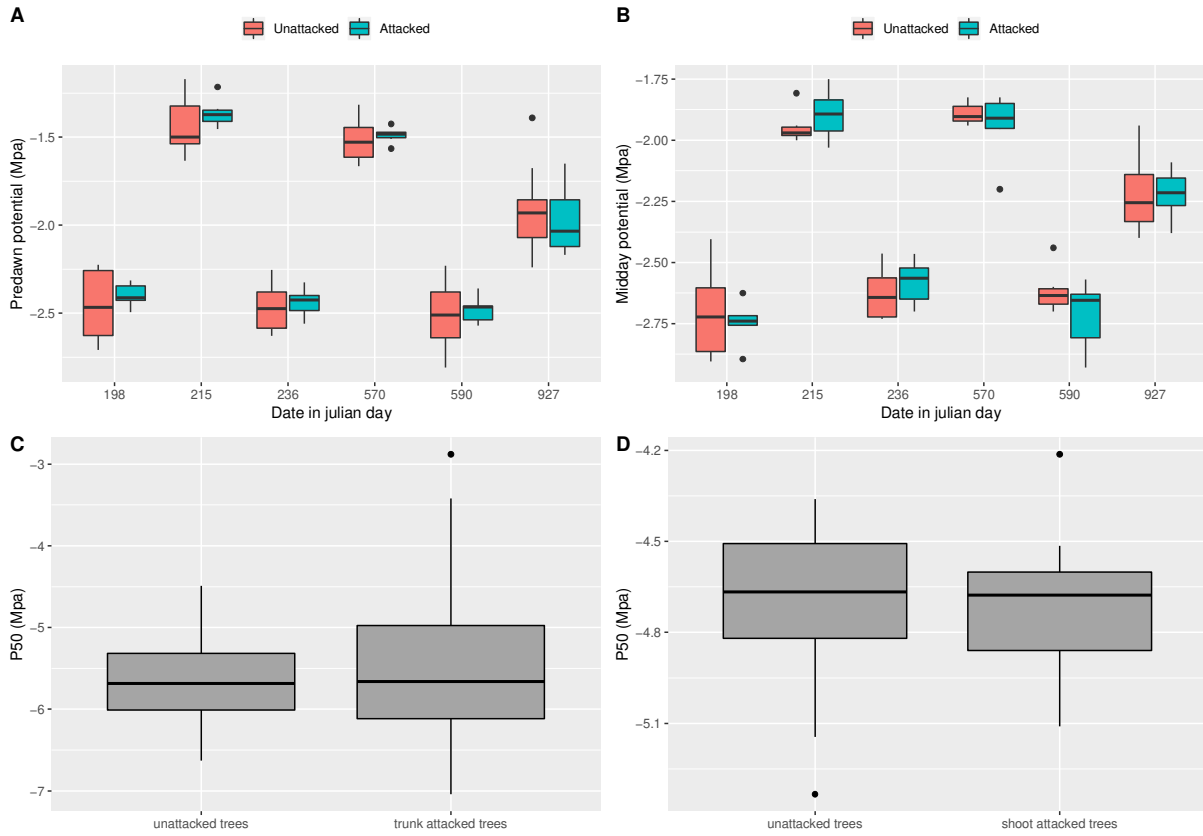 A
Unattacked Attacked
Predawn potential (Mpa)
−1.5
−2.0
−2.5
198 215 236 570 590 927
Date in julian day
B
Unattacked Attacked
Midday potential (Mpa)
−1.75
−2.00
−2.25
−2.50
−2.75
198 215 236 570 590 927
Date in julian day
C
P50 (Mpa)
−3
−4
−5
−6
−7
unattacked trees trunk attacked trees
D
P50 (Mpa)
−4.2
−4.5
−4.8
−5.1
unattacked trees shoot attacked trees